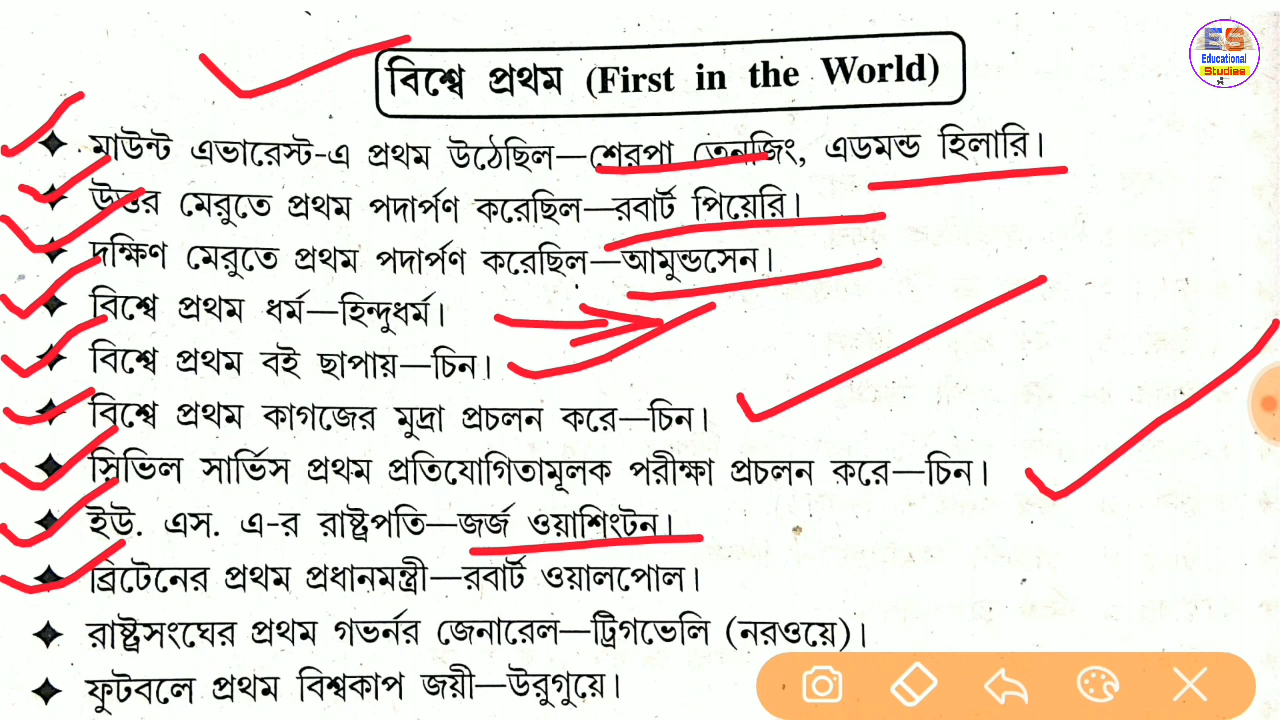 বিশ্বে প্রথম (First in the World)
ES
Educational
Studies
মাউন্ট এভারেস্ট-এ প্রথম উঠেছিল—শেরপা তেনজিং, এডমন্ড হিলারি।
উত্তর মেরুতে প্রথম পদার্পণ করেছিল—রবার্ট পিয়েরি।
দক্ষিণ মেরুতে প্রথম পদার্পণ করেছিল—আমুন্ডসেন।
বিশ্বে প্রথম ধর্ম—হিন্দুধর্ম।
বিশ্বে প্রথম বই ছাপায়—চিন।
বিশ্বে প্রথম কাগজের মুদ্রা প্রচলন করে—চিন।
সিভিল সার্ভিস প্রথম প্রতিযোগিতামূলক পরীক্ষা প্রচলন করে—চিন।
ইউ. এস. এ-র রাষ্ট্রপতি—জর্জ ওয়াশিংটন।
ব্রিটেনের প্রথম প্রধানমন্ত্রী—রবার্ট ওয়ালপোল।
রাষ্ট্রসংঘের প্রথম গভর্নর জেনারেল—ট্রিগভেলি (নরওয়ে)।
ফুটবলে প্রথম বিশ্বকাপ জয়ী—উরুগুয়ে।